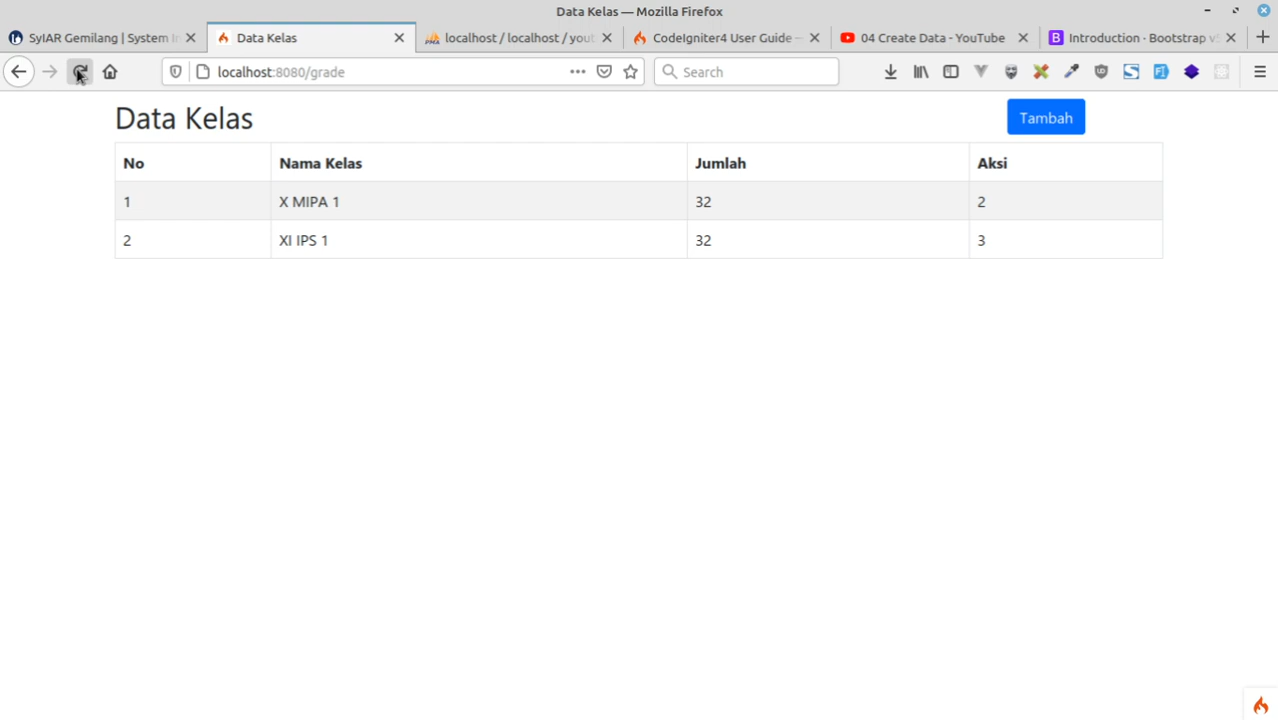 Data Kelas — Mozilla Firefox
SyIAR Gemilang | System In
Data Kelas
localhost / localhost / yout
CodeIgniter4 User Guide —
04 Create Data - YouTube
Introduction · Bootstrap v5
localhost:8080/grade
Search
Data Kelas
Tambah
No Nama Kelas Jumlah Aksi
1 X MIPA 1 32 2
2 XI IPS 1 32 3